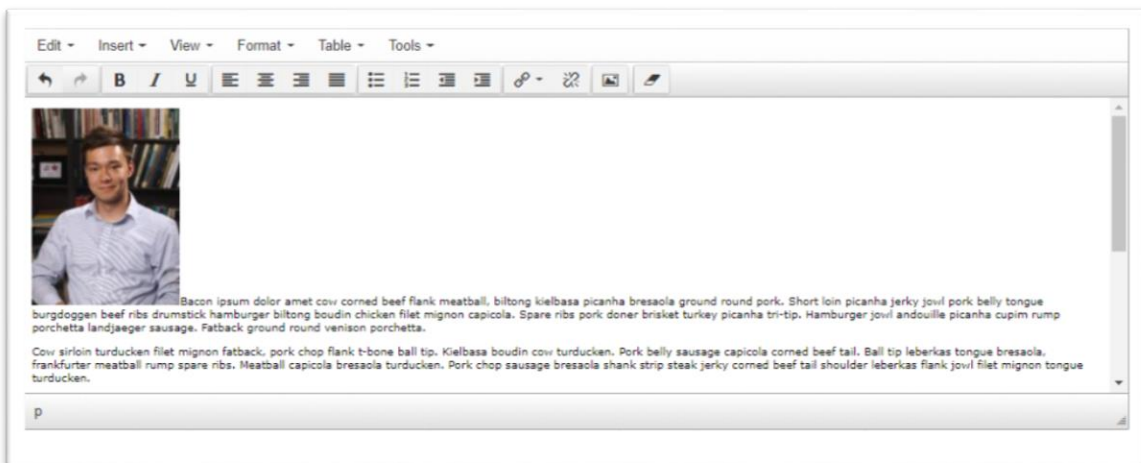 Edit Insert View Format Table Tools
B I U
Bacon ipsum dolor amet cow corned beef flank meatball, biltong kielbasa picanha bresaola ground round pork. Short loin picanha jerky jowl pork belly tongue
burgdoggen beef ribs drumstick hamburger biltong boudin chicken filet mignon capicola. Spare ribs pork doner brisket turkey picanha tri-tip. Hamburger jowl andouille picanha cupim rump
porchetta landjaeger sausage. Fatback ground round venison porchetta.
Cow sirloin turducken filet mignon fatback, pork chop flank t-bone ball tip. Kielbasa boudin cow turducken. Pork belly sausage capicola corned beef tail. Ball tip leberkas tongue bresaola,
frankfurter meatball rump spare ribs. Meatball capicola bresaola turducken. Pork chop sausage bresaola shank strip steak jerky corned beef tail shoulder leberkas flank jowl filet mignon tongue
turducken.
p